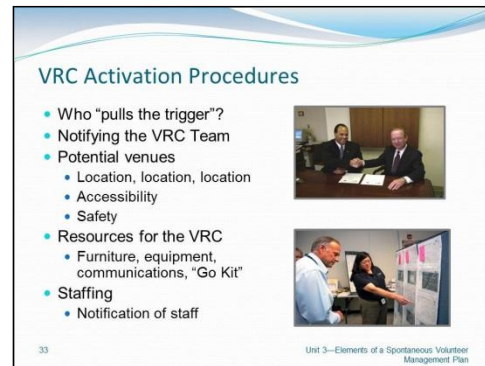 VRC Activation Procedures
• Who “pulls the trigger”?
• Notifying the VRC Team
• Potential venues
• Location, location, location
• Accessibility
• Safety
• Resources for the VRC
• Furniture, equipment,
communications, “Go Kit”
• Staffing
• Notification of staff
33
Unit 3—Elements of a Spontaneous Volunteer
Management Plan